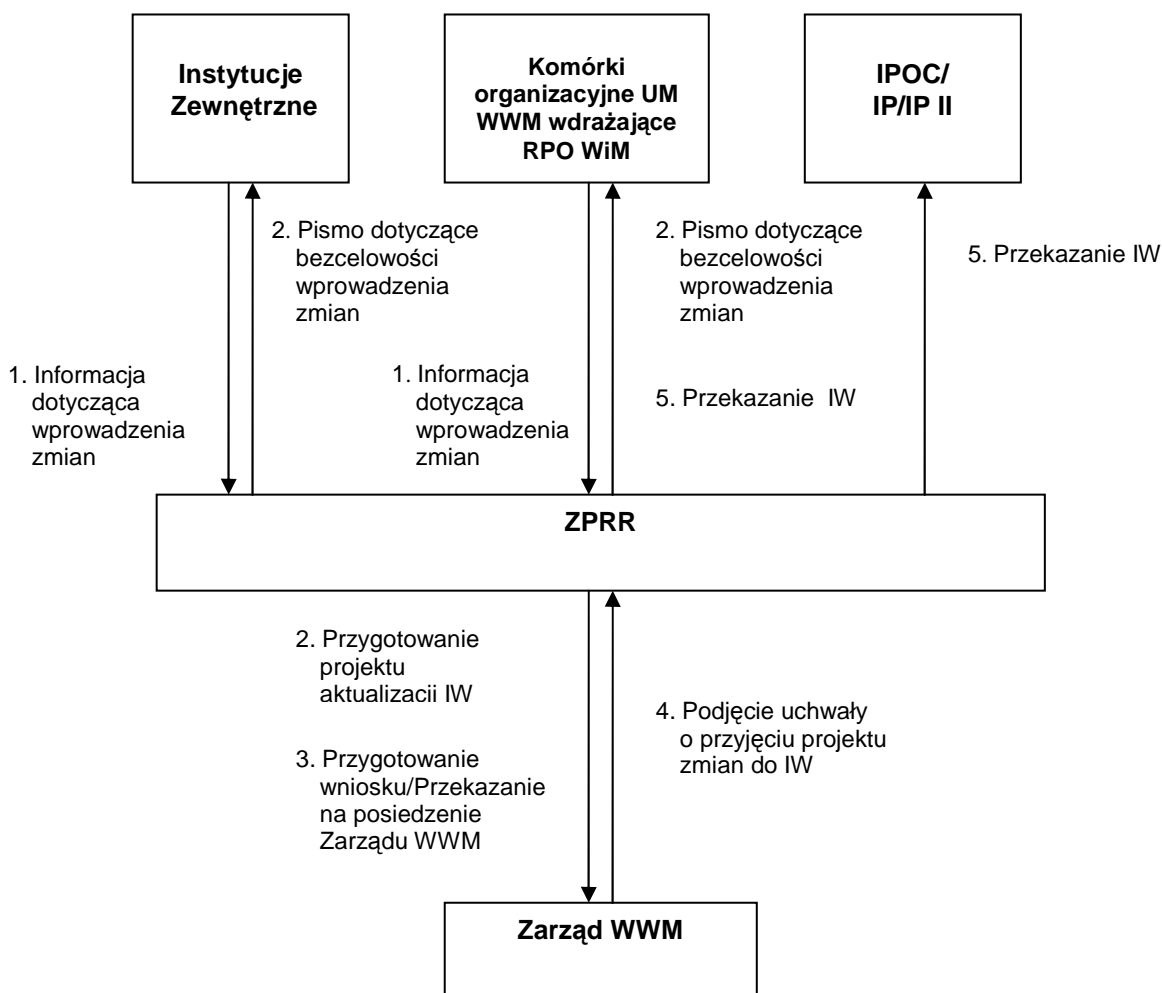 Instytucje
Zewnętrzne
Komórki
organizacyjne UM
WWM wdrażające
RPO WiM
IPOC/
IP/IP II
2. Pismo dotyczące
bezcelowości
wprowadzenia
zmian
2. Pismo dotyczące
bezcelowości
wprowadzenia
zmian
5. Przekazanie IW
1. Informacja
dotycząca
wprowadzenia
zmian
1. Informacja
dotycząca
wprowadzenia
zmian
5. Przekazanie IW
ZPRR
2. Przygotowanie
projektu
aktualizacii IW
3. Przygotowanie
wniosku/Przekazanie
na posiedzenie
Zarządu WWM
4. Podjęcie uchwały
o przyjęciu projektu
zmian do IW
Zarząd WWM